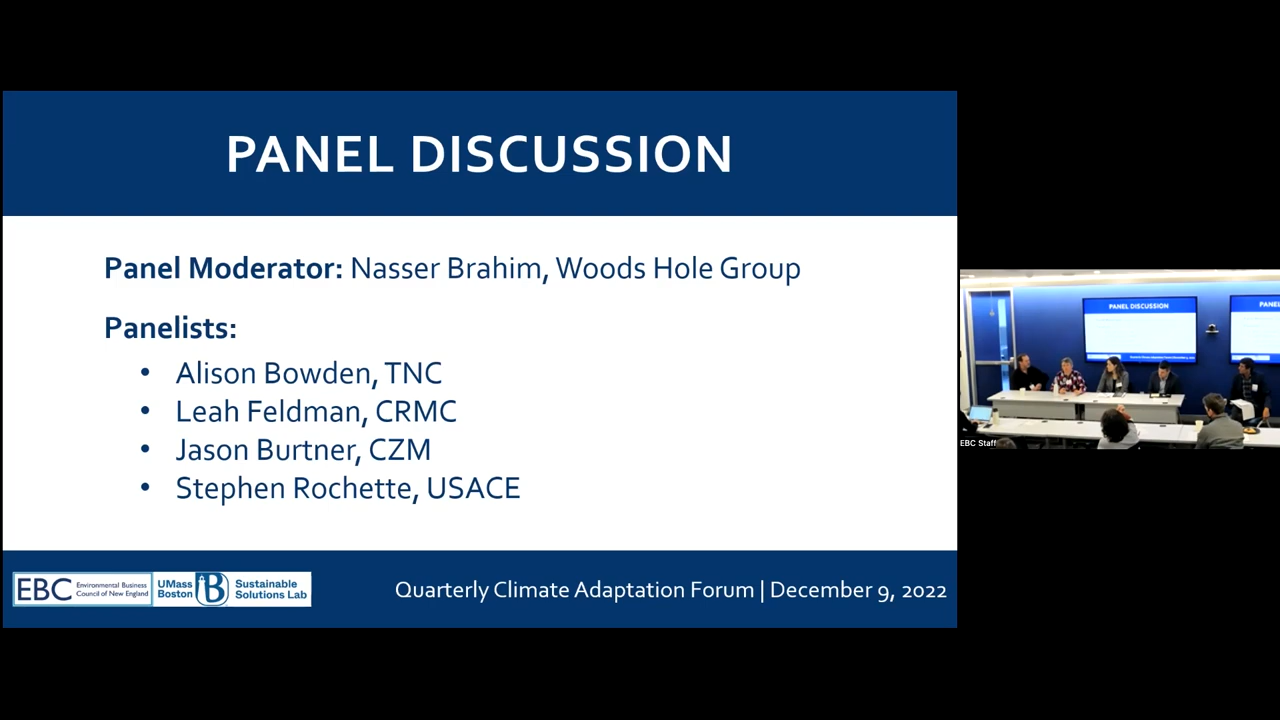 PANEL DISCUSSION
Panel Moderator: Nasser Brahim, Woods Hole Group
Panelists:
• Alison Bowden, TNC
• Leah Feldman, CRMC
• Jason Burtner, CZM
• Stephen Rochette, USACE
EBC Environmental Business Council of New England
UMass Boston B Sustainable Solutions Lab
Quarterly Climate Adaptation Forum | December 9, 2022
PANEL DISCUSSION
PANEL
EBC Staff